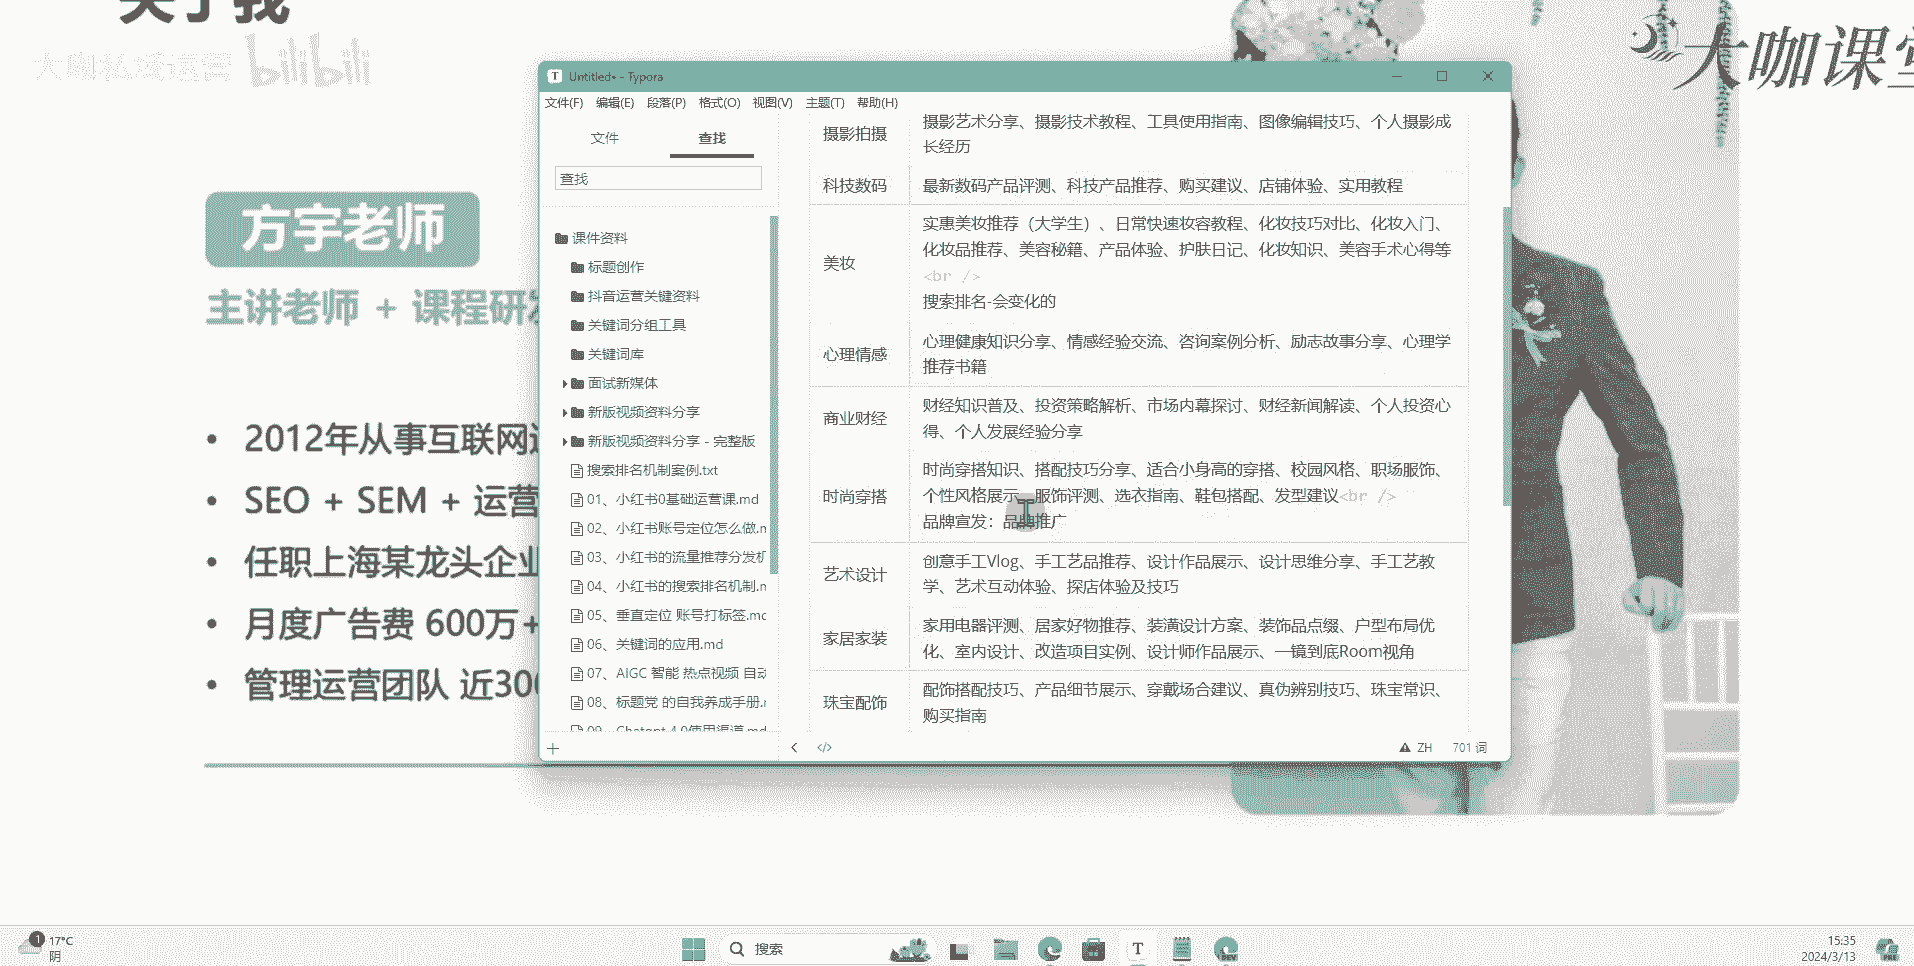 关于我
大咖私域运营 bilibili
大咖课堂
方宇老师
主讲老师 + 课程研发
2012年从事互联网
SEO + SEM + 运营
任职上海某龙头企业
月度广告费 600万+
管理运营团队 近300
Untitled• - Typora
文件(F) 编辑(E) 段落(P) 格式(O) 视图(V) 主题(T) 帮助(H)
文件 查找
查找
课件资料
标题创作
抖音运营关键资料
关键词分组工具
关键词库
面试新媒体
新版视频资料分享
新版视频资料分享 - 完整版
搜索排名机制案例.txt
01、小红书0基础运营课.md
02、小红书账号定位怎么做.m
03、小红书的流量推荐分发机
04、小红书的搜索排名机制.m
05、垂直定位 账号打标签.md
06、关键词的应用.md
07、AIGC 智能 热点视频 自动
08、标题党 的自我养成手册.m
09、Chatgpt 4.0使用渠道.md
摄影拍摄
摄影艺术分享、摄影技术教程、工具使用指南、图像编辑技巧、个人摄影成
长经历
科技数码
最新数码产品评测、科技产品推荐、购买建议、店铺体验、实用教程
美妆
实惠美妆推荐（大学生）、日常快速妆容教程、化妆技巧对比、化妆入门、
化妆品推荐、美容秘籍、产品体验、护肤日记、化妆知识、美容手术心得等
<br />
搜索排名-会变化的
心理情感
心理健康知识分享、情感经验交流、咨询案例分析、励志故事分享、心理学
推荐书籍
商业财经
财经知识普及、投资策略解析、市场内幕探讨、财经新闻解读、个人投资心
得、个人发展经验分享
时尚穿搭
时尚穿搭知识、搭配技巧分享、适合小身高的穿搭、校园风格、职场服饰、
个性风格展示、服饰评测、选衣指南、鞋包搭配、发型建议<br />
品牌宣发：品牌推广
艺术设计
创意手工Vlog、手工艺品推荐、设计作品展示、设计思维分享、手工艺教
学、艺术互动体验、探店体验及技巧
家居家装
家用电器评测、居家好物推荐、装潢设计方案、装饰品点缀、户型布局优
化、室内设计、改造项目实例、设计师作品展示、一镜到底Room视角
珠宝配饰
配饰搭配技巧、产品细节展示、穿戴场合建议、真伪辨别技巧、珠宝常识、
购买指南
ZH 701 词
1 17°C
阴
搜索
DEV
15:35
2024/3/13
PRE